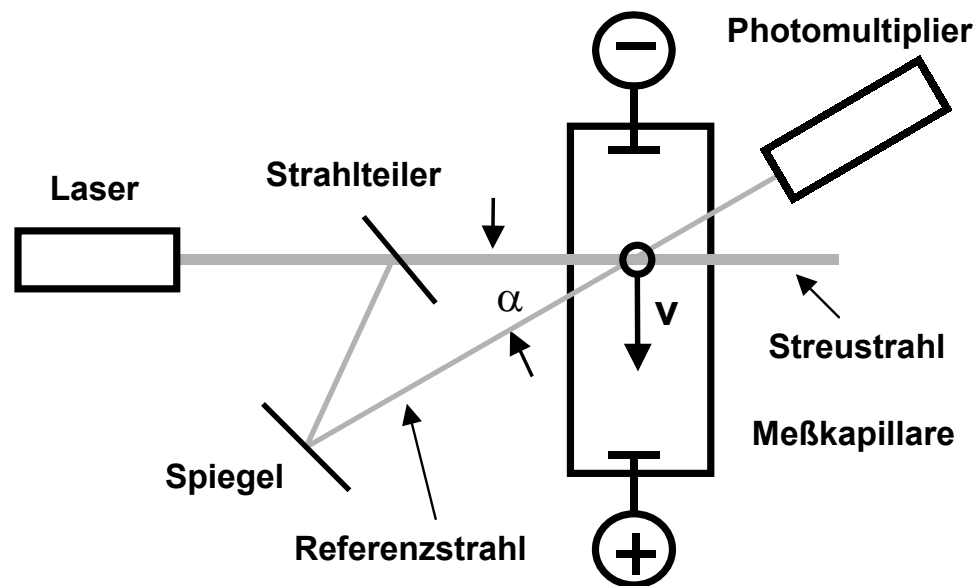 Photomultiplier
−
Strahlteiler
Laser
α
v
Streustrahl
Meßkapillare
Spiegel
Referenzstrahl
+